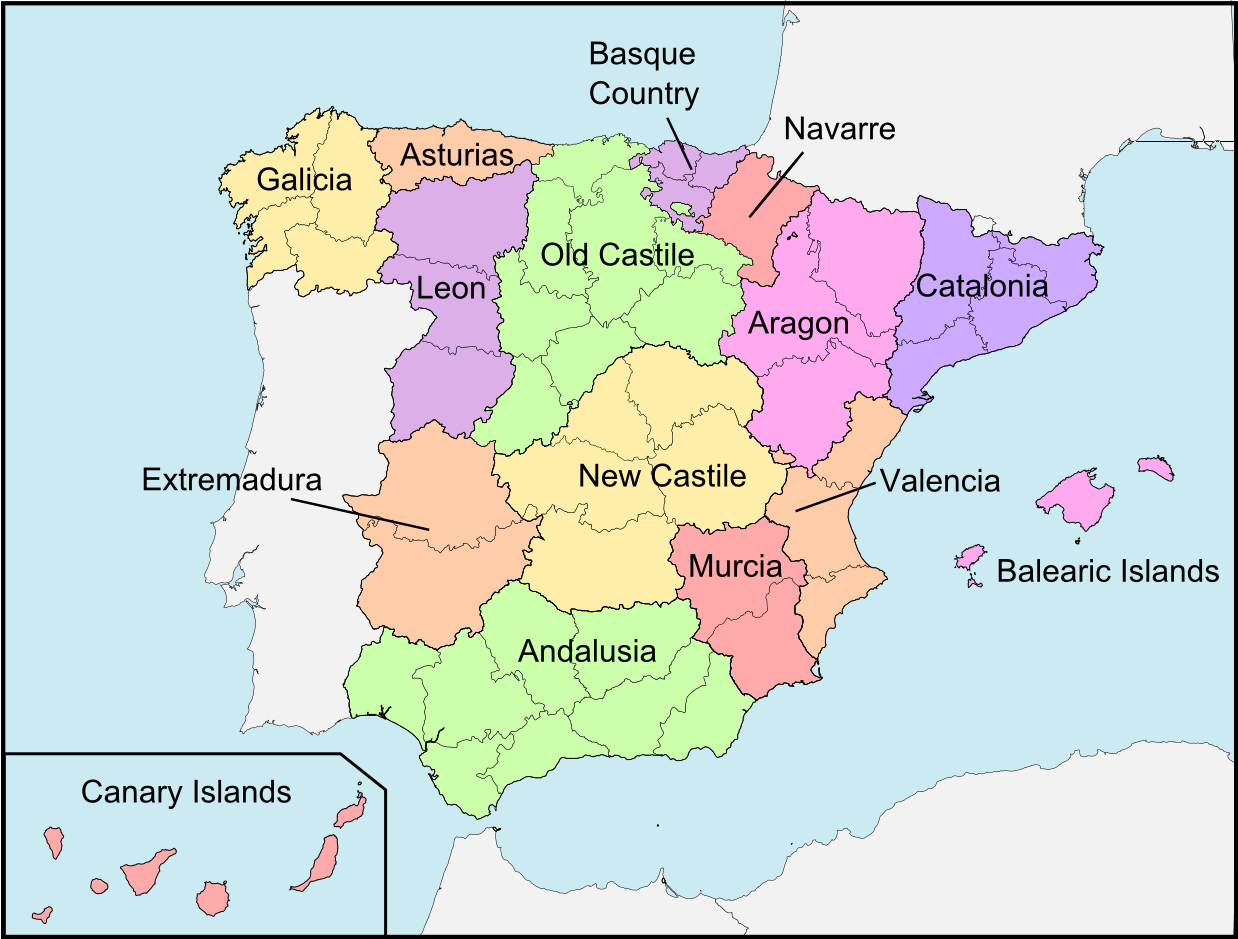 Basque
Country
Navarre
Asturias
Galicia
Old Castile
Leon
Catalonia
Aragon
Extremadura
New Castile
Valencia
Murcia
Balearic Islands
Andalusia
Canary Islands